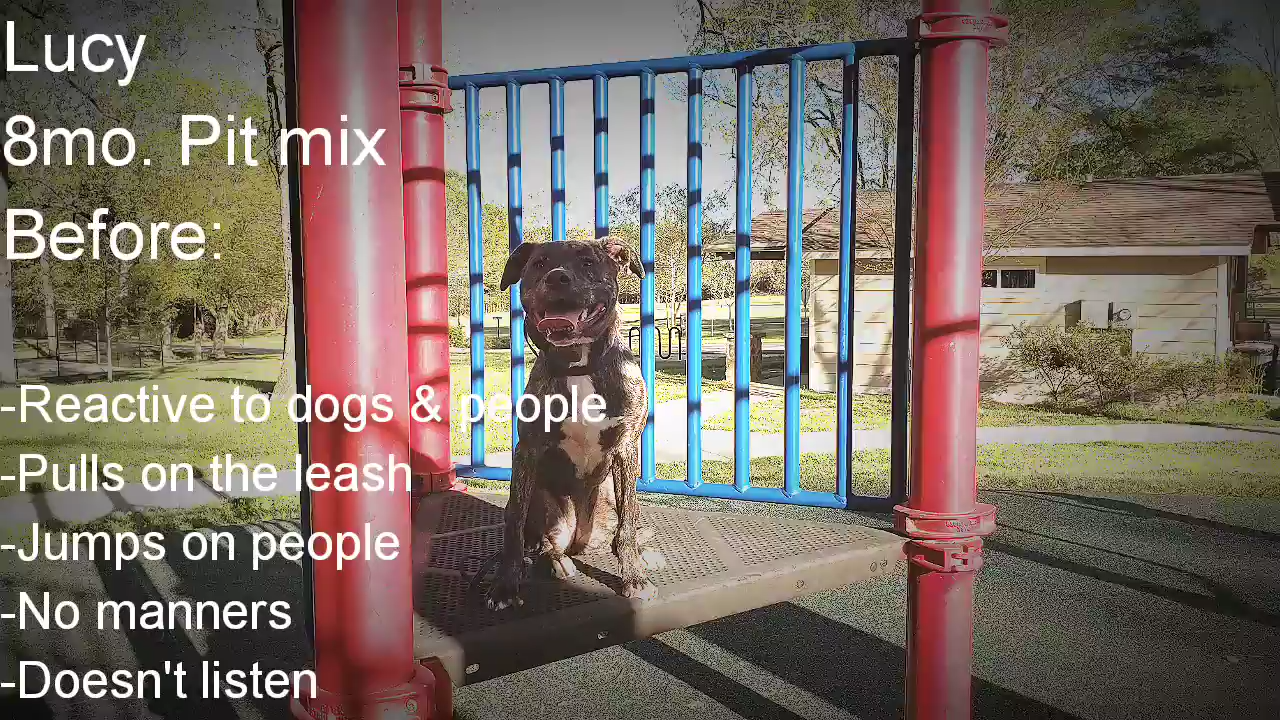 Lucy
8mo. Pit mix
Before:
-Reactive to dogs & people
-Pulls on the leash
-Jumps on people
-No manners
-Doesn't listen